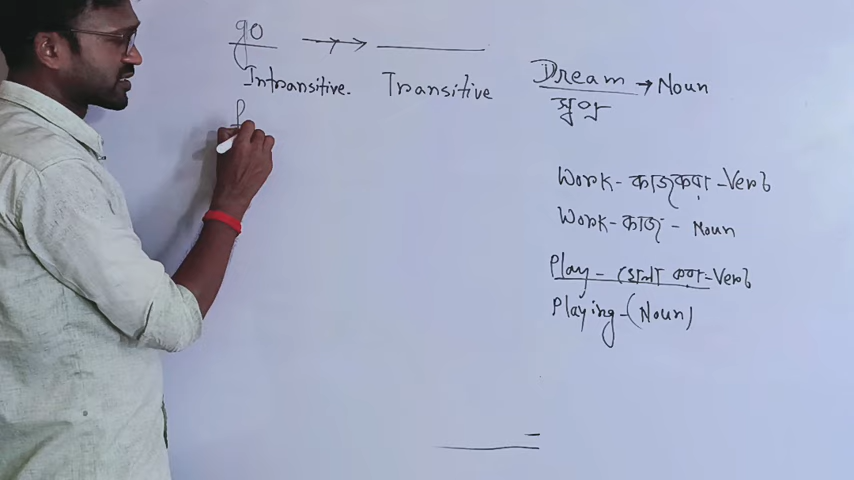 go
Intransitive. Transitive
Dream → Noun
স্বপ্ন
Work - কাজ করা - Verb
Work - কাজ - Noun
Play - খেলা করা - Verb
Playing - (Noun)